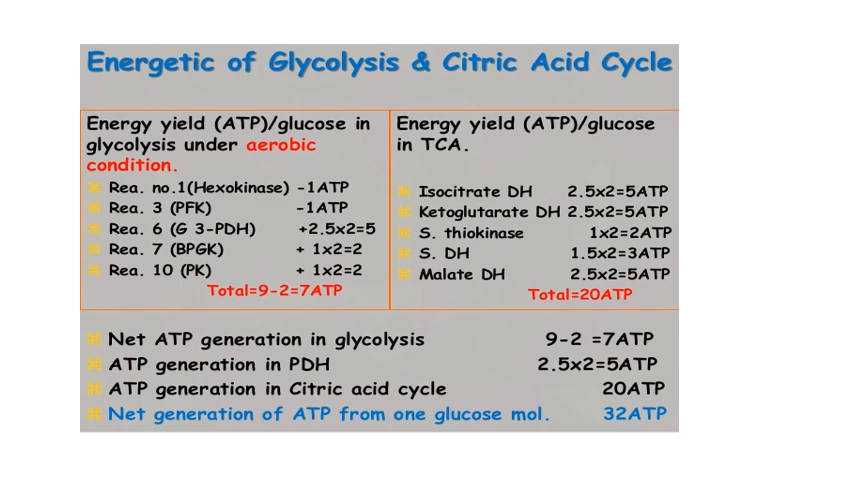 Energetic of Glycolysis & Citric Acid Cycle
Energy yield (ATP)/glucose in
glycolysis under aerobic
condition.
Rea. no.1(Hexokinase) -1ATP
Rea. 3 (PFK) -1ATP
Rea. 6 (G 3-PDH) +2.5x2=5
Rea. 7 (BPGK) + 1x2=2
Rea. 10 (PK) + 1x2=2
Total=9-2=7ATP
Energy yield (ATP)/glucose
in TCA.
Isocitrate DH 2.5x2=5ATP
Ketoglutarate DH 2.5x2=5ATP
S. thiokinase 1x2=2ATP
S. DH 1.5x2=3ATP
Malate DH 2.5x2=5ATP
Total=20ATP
Net ATP generation in glycolysis 9-2 =7ATP
ATP generation in PDH 2.5x2=5ATP
ATP generation in Citric acid cycle 20ATP
Net generation of ATP from one glucose mol. 32ATP